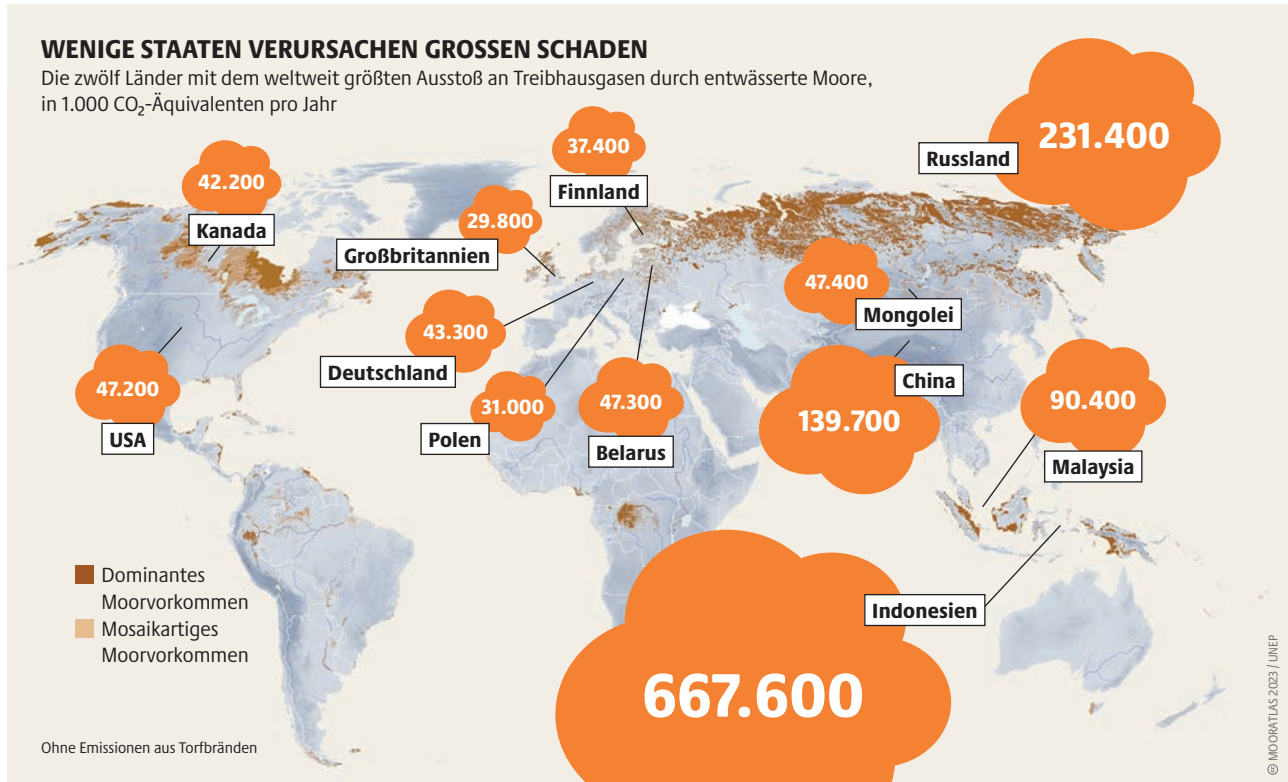 WENIGE STAATEN VERURSACHEN GROSSEN SCHADEN
Die zwölf Länder mit dem weltweit größten Ausstoß an Treibhausgasen durch entwässerte Moore,
in 1.000 CO₂-Äquivalenten pro Jahr
231.400
Russland
37.400
Finnland
42.200
Kanada
29.800
Großbritannien
47.400
Mongolei
43.300
Deutschland
139.700
China
47.200
USA
31.000
Polen
47.300
Belarus
90.400
Malaysia
667.600
Indonesien
Dominantes
Moorvorkommen
Mosaikartiges
Moorvorkommen
Ohne Emissionen aus Torfbränden
MOORATLAS 2023 / UNEP